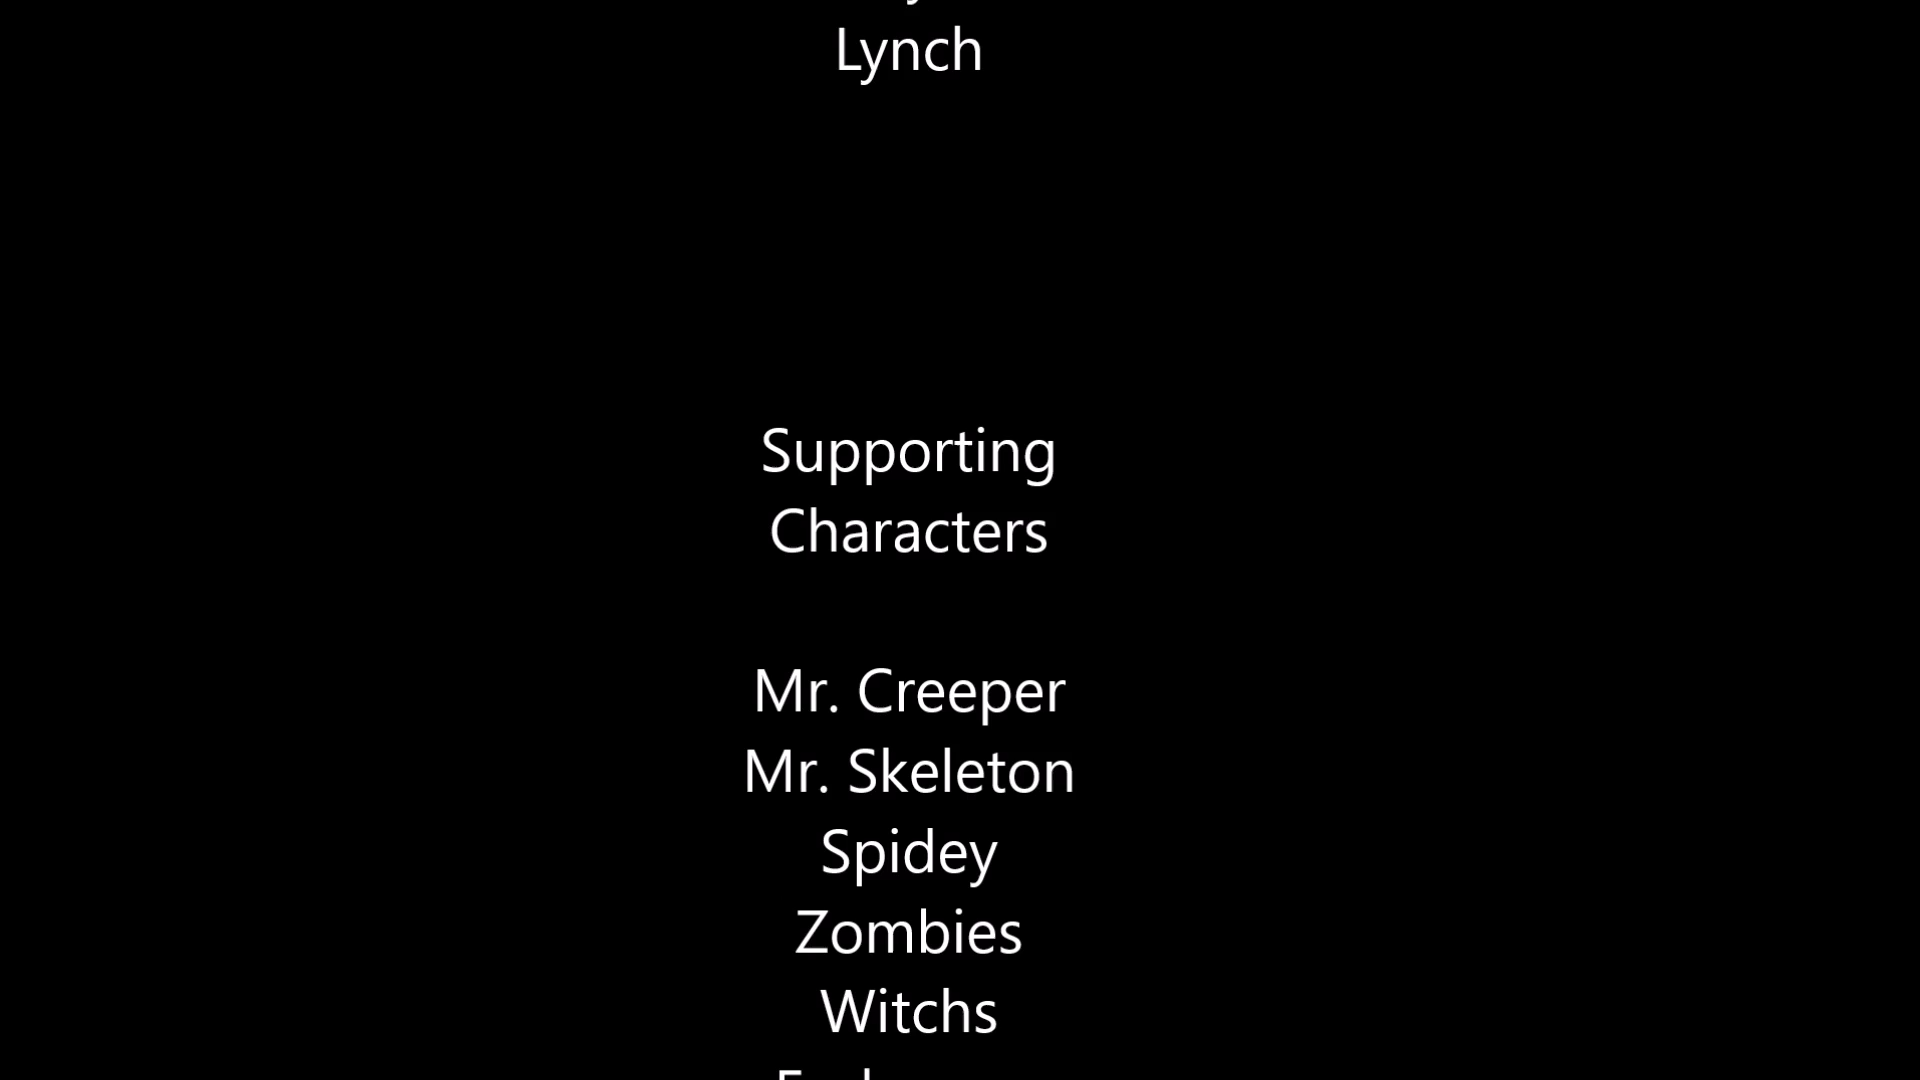 Lynch
Supporting
Characters
Mr. Creeper
Mr. Skeleton
Spidey
Zombies
Witchs